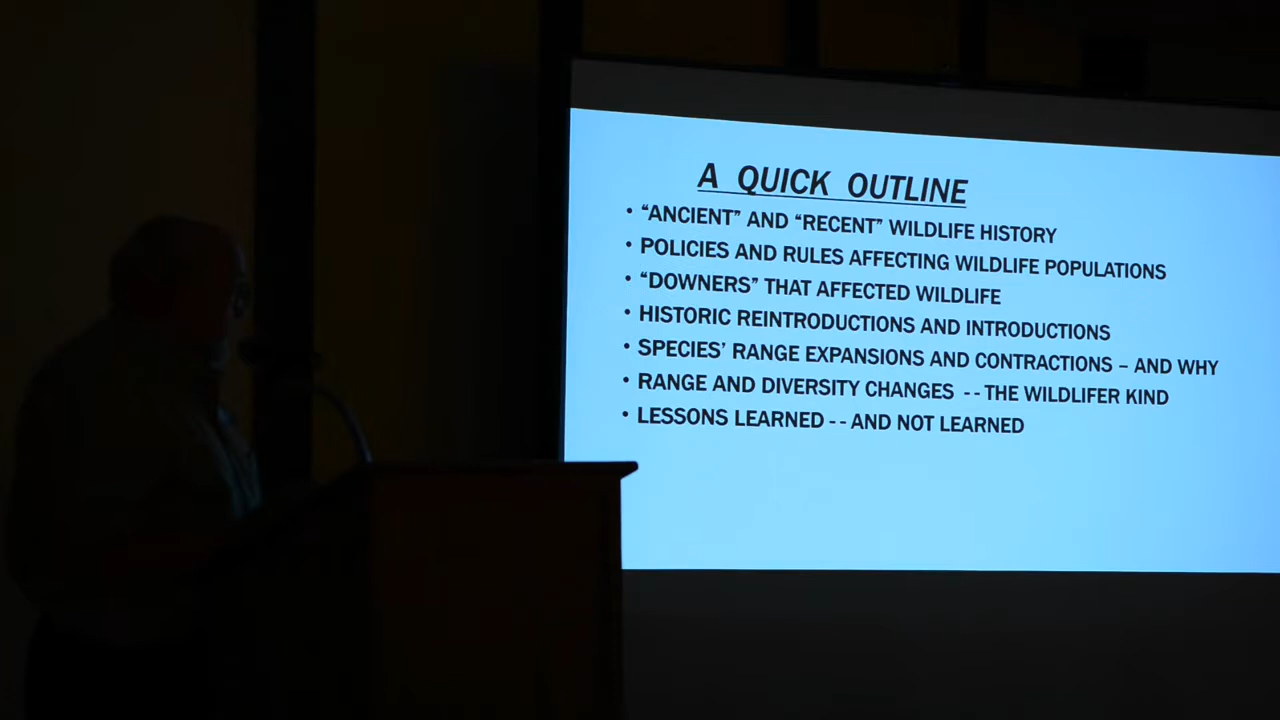 A QUICK OUTLINE
• “ANCIENT” AND “RECENT” WILDLIFE HISTORY
• POLICIES AND RULES AFFECTING WILDLIFE POPULATIONS
• “DOWNERS” THAT AFFECTED WILDLIFE
• HISTORIC REINTRODUCTIONS AND INTRODUCTIONS
• SPECIES’ RANGE EXPANSIONS AND CONTRACTIONS – AND WHY
• RANGE AND DIVERSITY CHANGES -- THE WILDLIFER KIND
• LESSONS LEARNED -- AND NOT LEARNED